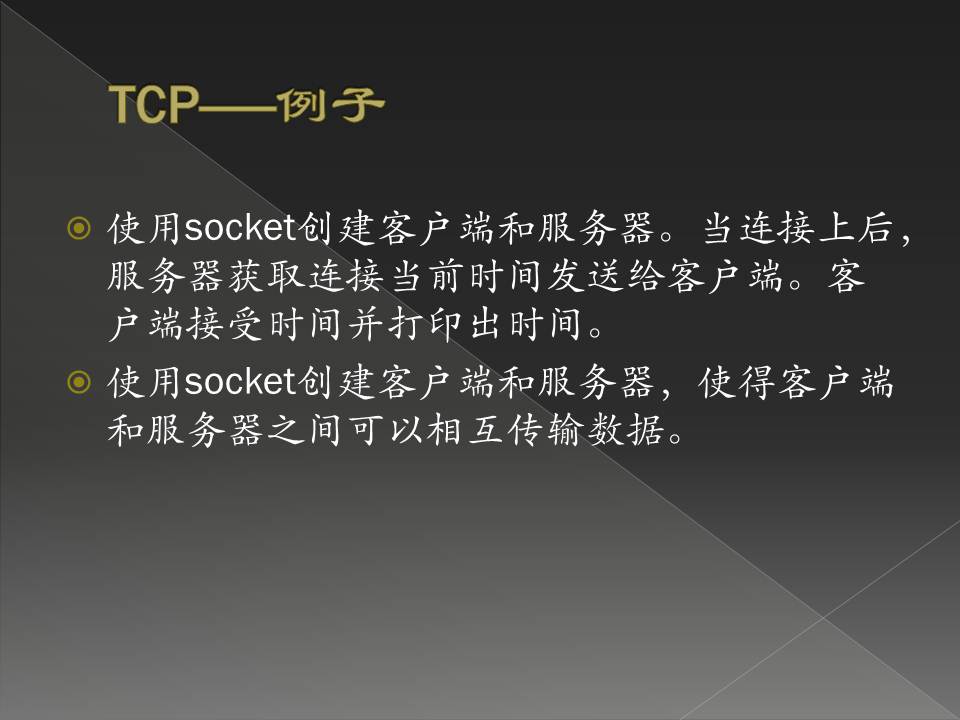 TCP——例子
使用socket创建客户端和服务器。当连接上后，
服务器获取连接当前时间发送给客户端。客
户端接受时间并打印出时间。
使用socket创建客户端和服务器，使得客户端
和服务器之间可以相互传输数据。